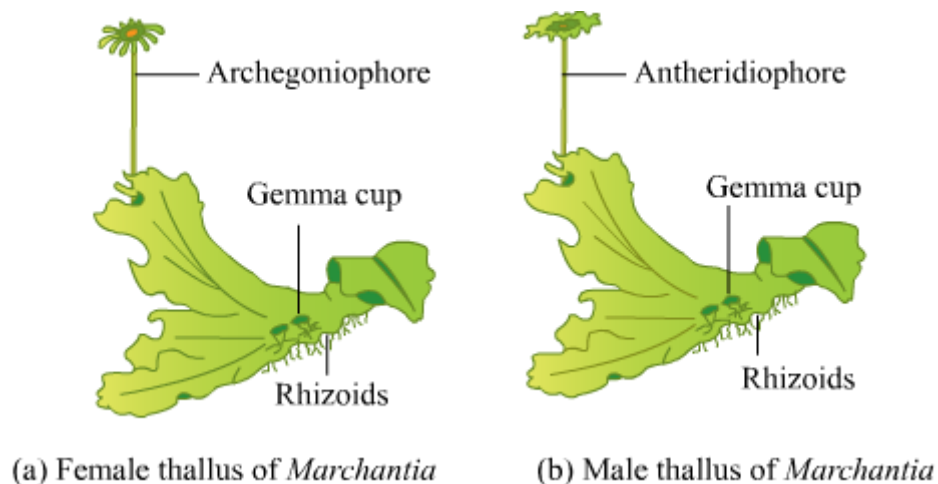 Archegoniophore
Gemma cup
Rhizoids
(a) Female thallus of Marchantia
Antheridiophore
Gemma cup
Rhizoids
(b) Male thallus of Marchantia